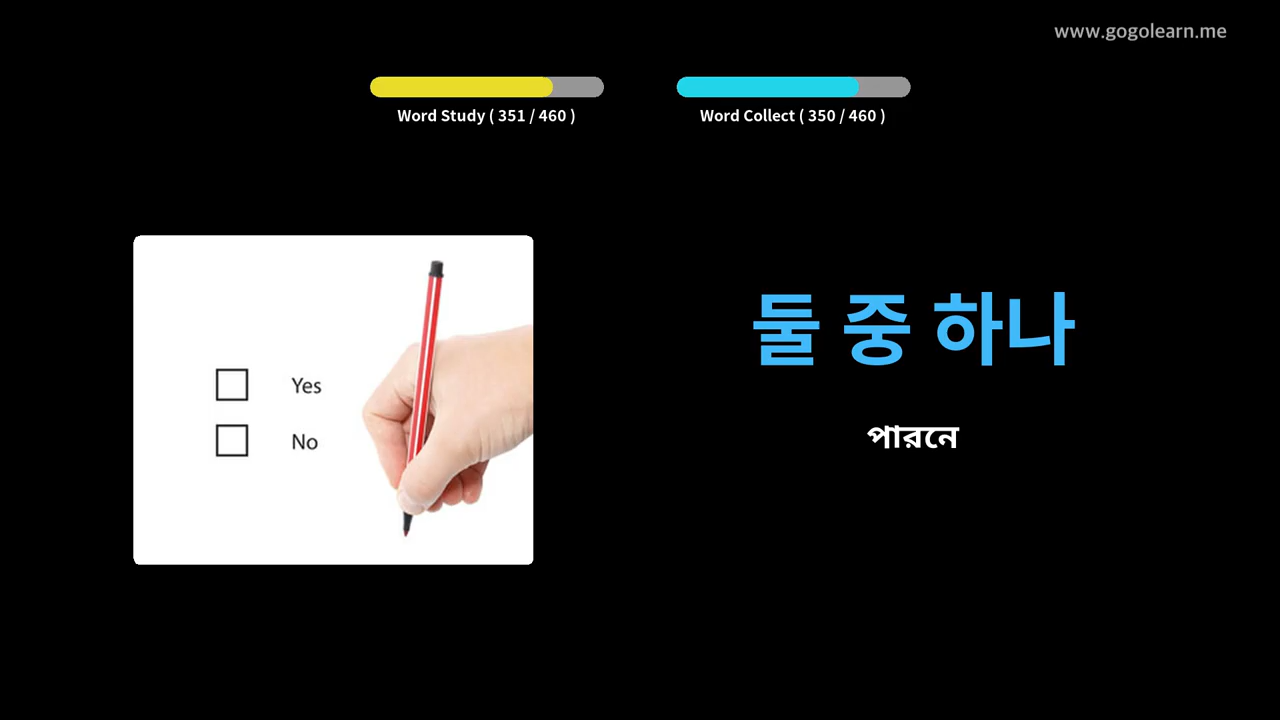 www.gogolearn.me
Word Study ( 351 / 460 )
Word Collect ( 350 / 460 )
둘 중 하나
পারনে
Yes
No